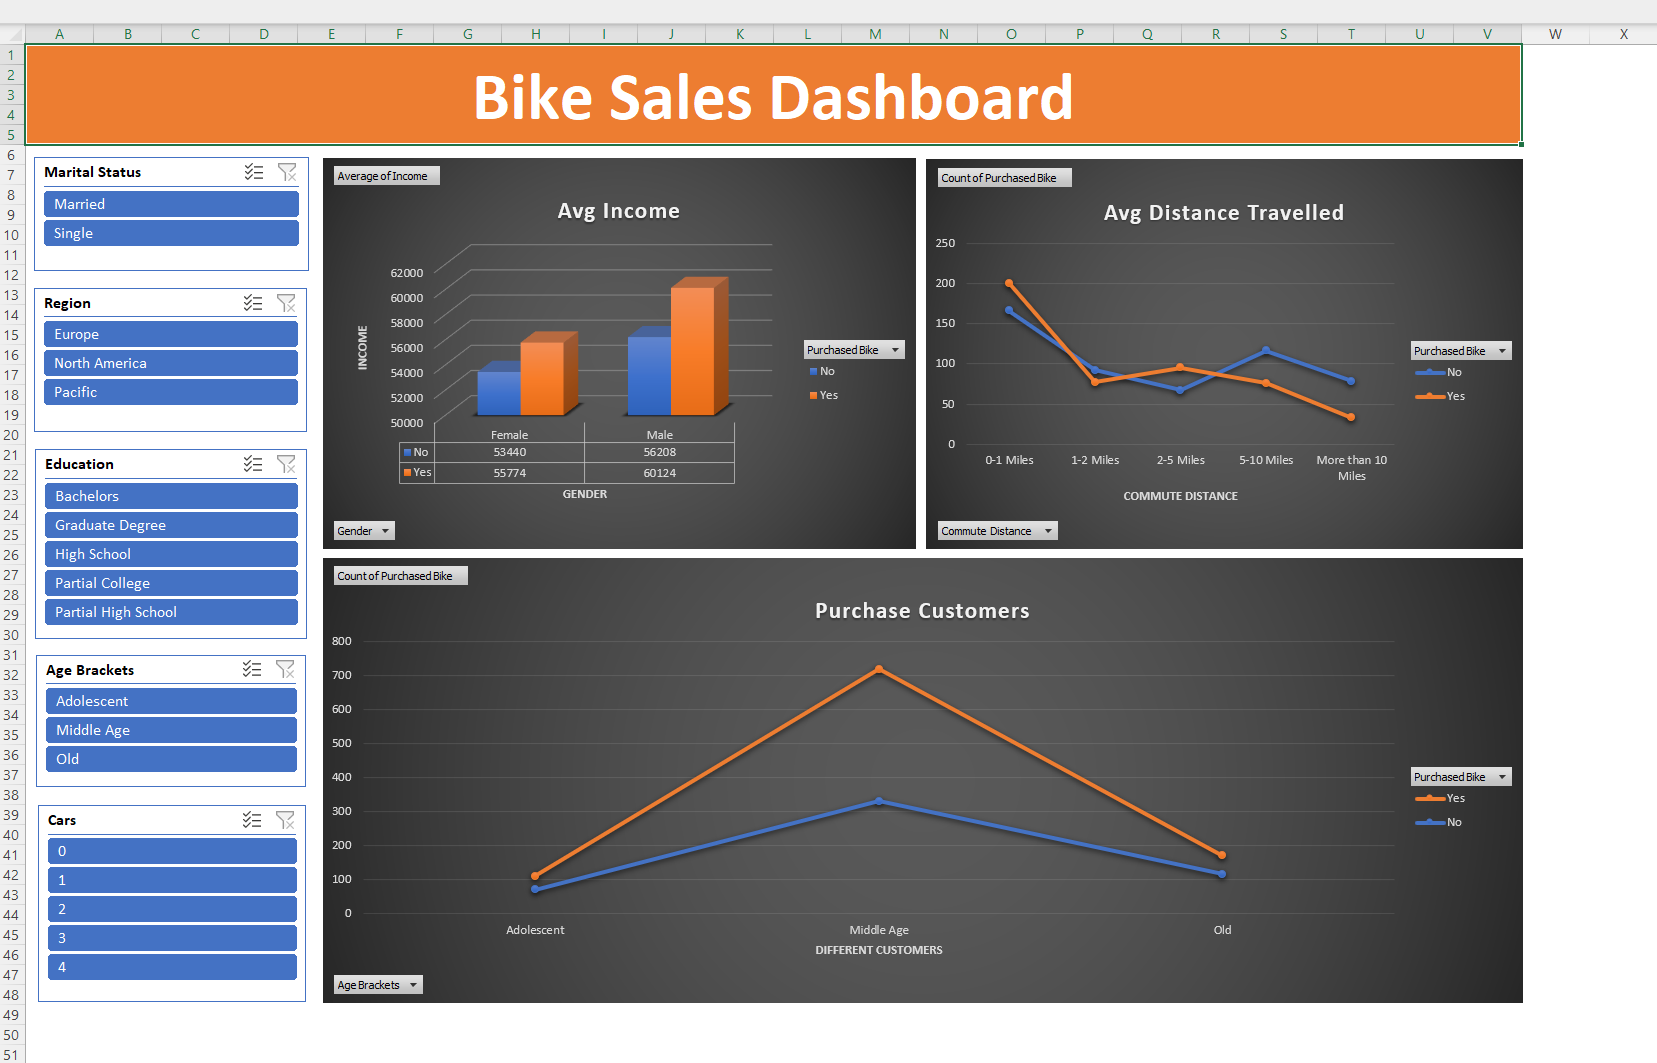 A B C D E F G H I J K L M N O P Q R S T U V W X
1
2
3
4
5
6
7
8
9
10
11
12
13
14
15
16
17
18
19
20
21
22
23
24
25
26
27
28
29
30
31
32
33
34
35
36
37
38
39
40
41
42
43
44
45
46
47
48
49
50
51
Bike Sales Dashboard
Marital Status
Married
Single
Region
Europe
North America
Pacific
Education
Bachelors
Graduate Degree
High School
Partial College
Partial High School
Age Brackets
Adolescent
Middle Age
Old
Cars
0
1
2
3
4
Average of Income
Avg Income
62000
60000
58000
56000
54000
52000
50000
INCOME
Female Male
No 53440 56208
Yes 55774 60124
GENDER
Purchased Bike
No
Yes
Gender
Count of Purchased Bike
Avg Distance Travelled
250
200
150
100
50
0
0-1 Miles 1-2 Miles 2-5 Miles 5-10 Miles More than 10
Miles
COMMUTE DISTANCE
Purchased Bike
No
Yes
Commute Distance
Count of Purchased Bike
Purchase Customers
800
700
600
500
400
300
200
100
0
Adolescent Middle Age Old
DIFFERENT CUSTOMERS
Purchased Bike
Yes
No
Age Brackets